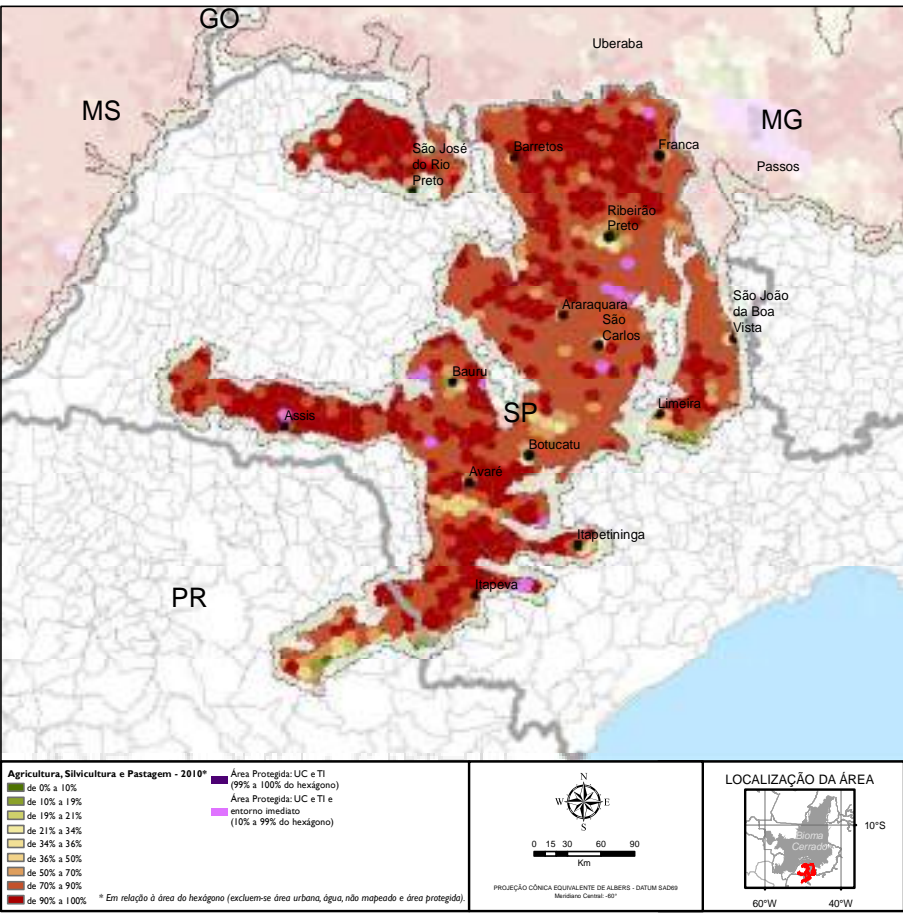 GO
Uberaba
MS
MG
São José
do Rio
Preto
Barretos
Franca
Passos
Ribeirão
Preto
São João
da Boa
Vista
Araraquara
São
Carlos
Bauru
SP
Assis
Limeira
Botucatu
Avaré
Itapetininga
Itapeva
PR
Agricultura, Silvicultura e Pastagem - 2010*
de 0% a 10%
de 10% a 19%
de 19% a 21%
de 21% a 34%
de 34% a 36%
de 36% a 50%
de 50% a 70%
de 70% a 90%
de 90% a 100%
Área Protegida: UC e TI
(99% a 100% do hexágono)
Área Protegida: UC e TI e
entorno imediato
(10% a 99% do hexágono)
* Em relação à área do hexágono (excluem-se área urbana, água, não mapeado e área protegida).
N
W E
S
0 15 30 60 90
Km
PROJEÇÃO CÔNICA EQUIVALENTE DE ALBERS - DATUM SAD69
Meridiano Central: -60°
LOCALIZAÇÃO DA ÁREA
Bioma
Cerrado
10°S
60°W 40°W